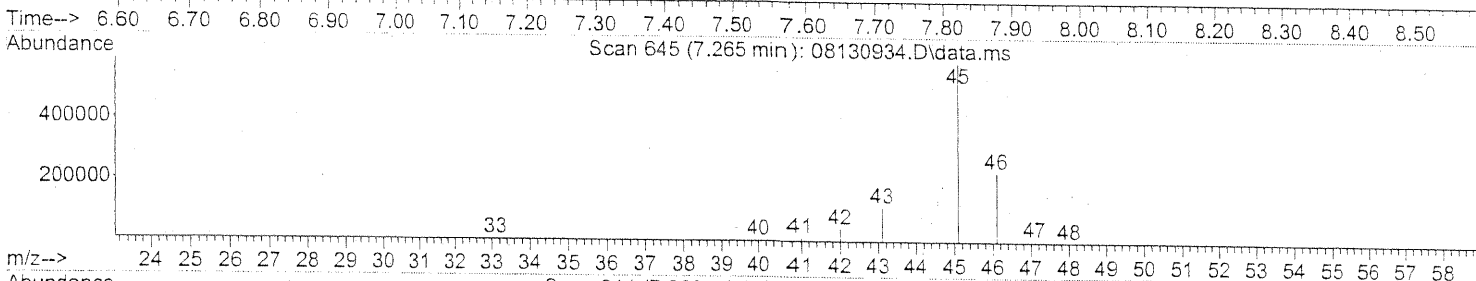 Time--> 6.60 6.70 6.80 6.90 7.00 7.10 7.20 7.30 7.40 7.50 7.60 7.70 7.80 7.90 8.00 8.10 8.20 8.30 8.40 8.50
Abundance
Scan 645 (7.265 min): 08130934.D\data.ms
45
400000
46
200000
43
42
33
40
41
47
48
m/z--> 24 25 26 27 28 29 30 31 32 33 34 35 36 37 38 39 40 41 42 43 44 45 46 47 48 49 50 51 52 53 54 55 56 57 58